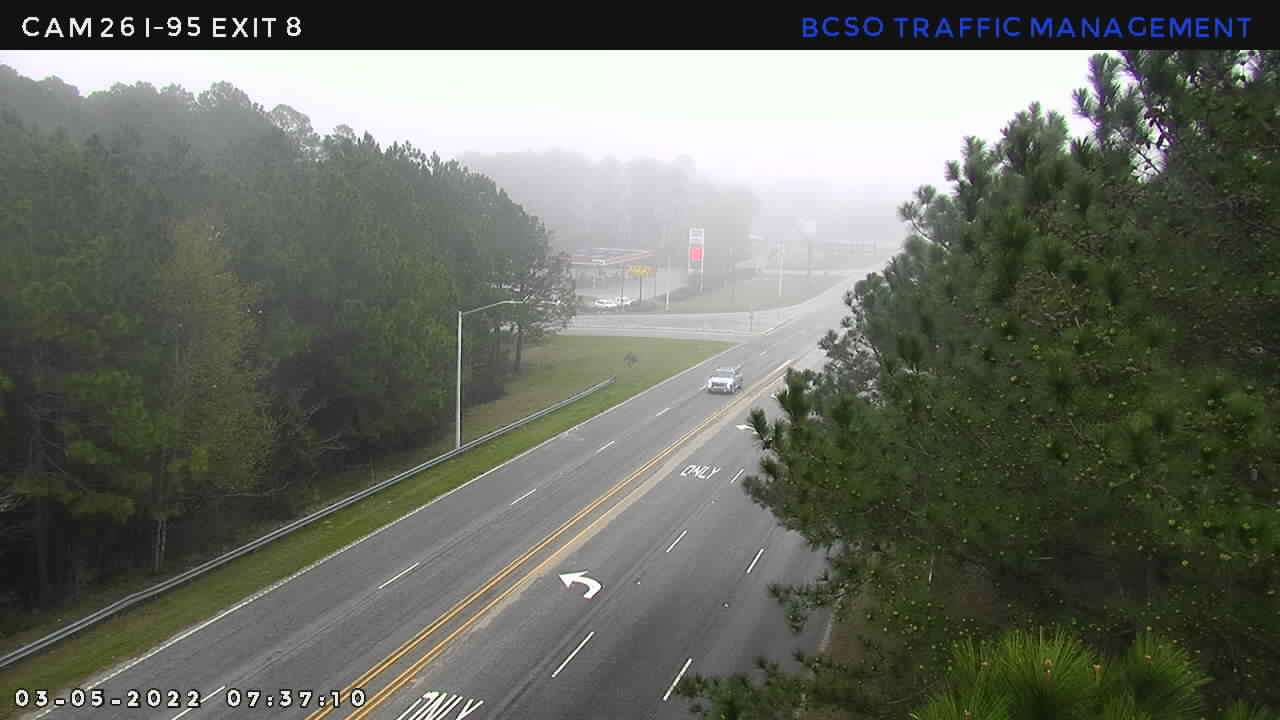 CAM 26 I-95 EXIT 8
BCSO TRAFFIC MANAGEMENT
ONLY
ONLY
03-05-2022 07:37:10